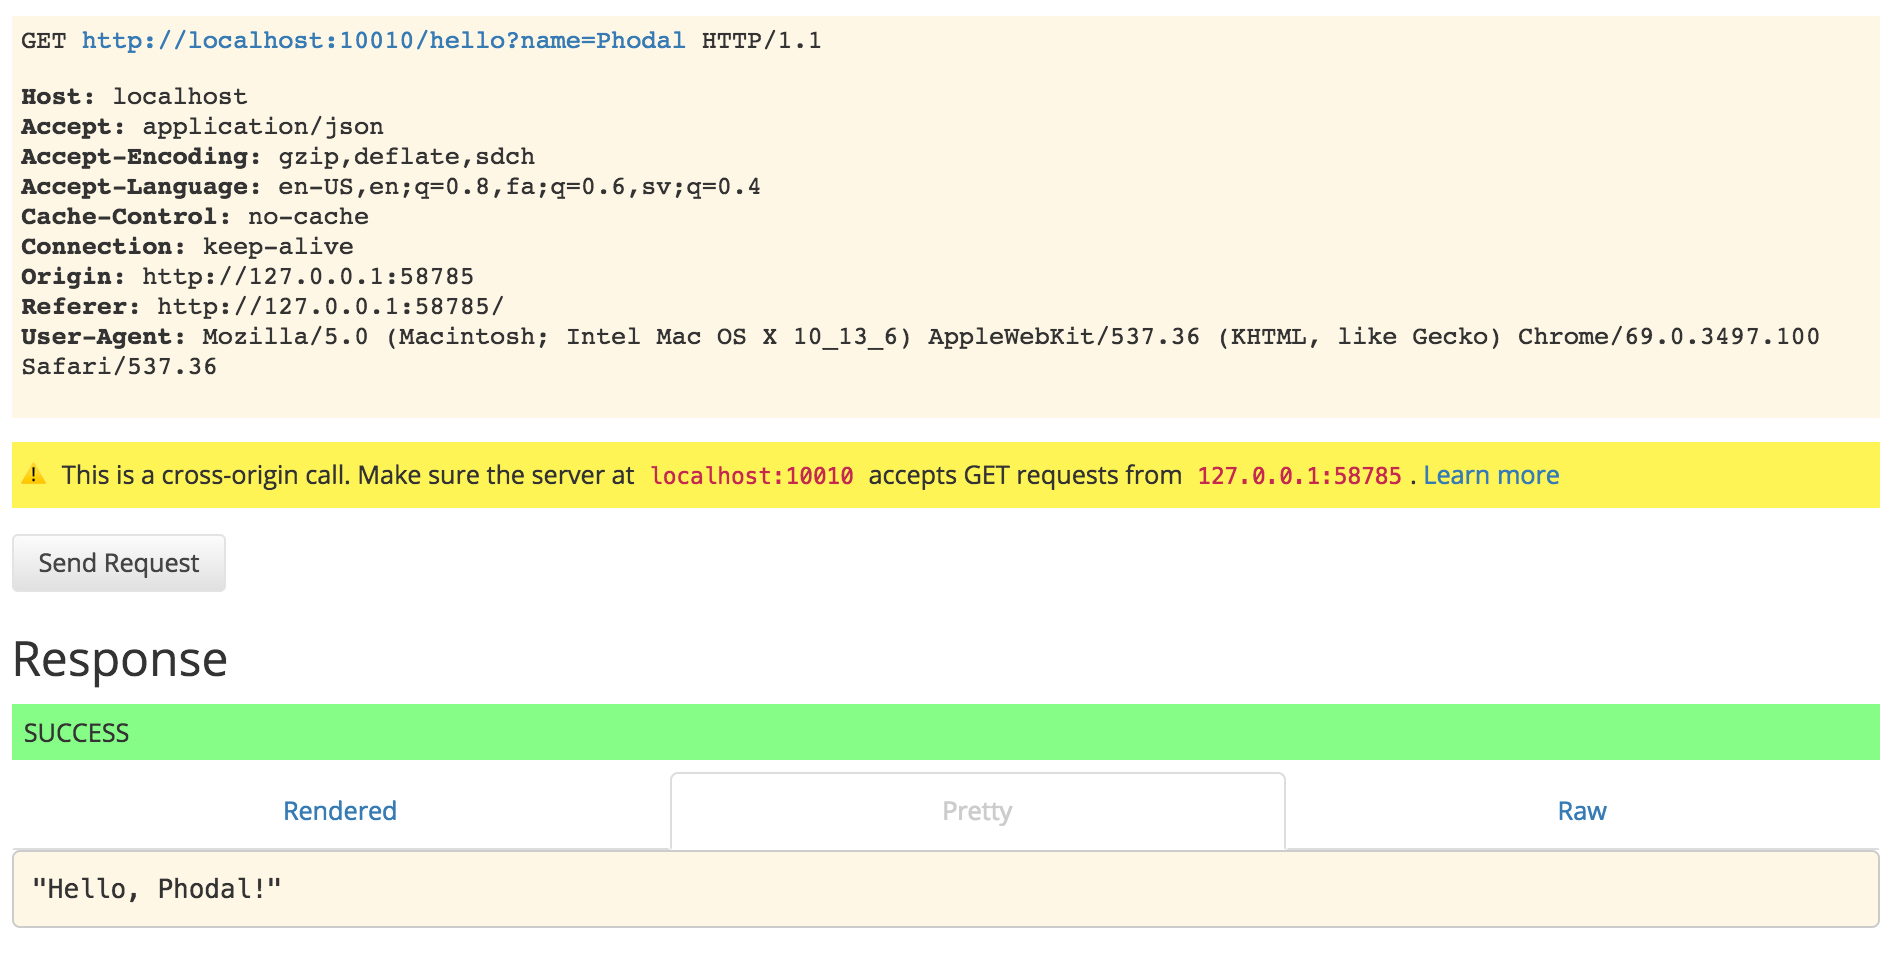 GET http://localhost:10010/hello?name=Phodal HTTP/1.1
Host: localhost
Accept: application/json
Accept-Encoding: gzip,deflate,sdch
Accept-Language: en-US,en;q=0.8,fa;q=0.6,sv;q=0.4
Cache-Control: no-cache
Connection: keep-alive
Origin: http://127.0.0.1:58785
Referer: http://127.0.0.1:58785/
User-Agent: Mozilla/5.0 (Macintosh; Intel Mac OS X 10_13_6) AppleWebKit/537.36 (KHTML, like Gecko) Chrome/69.0.3497.100
Safari/537.36
This is a cross-origin call. Make sure the server at localhost:10010 accepts GET requests from 127.0.0.1:58785 . Learn more
Send Request
Response
SUCCESS
Rendered Pretty Raw
"Hello, Phodal!"